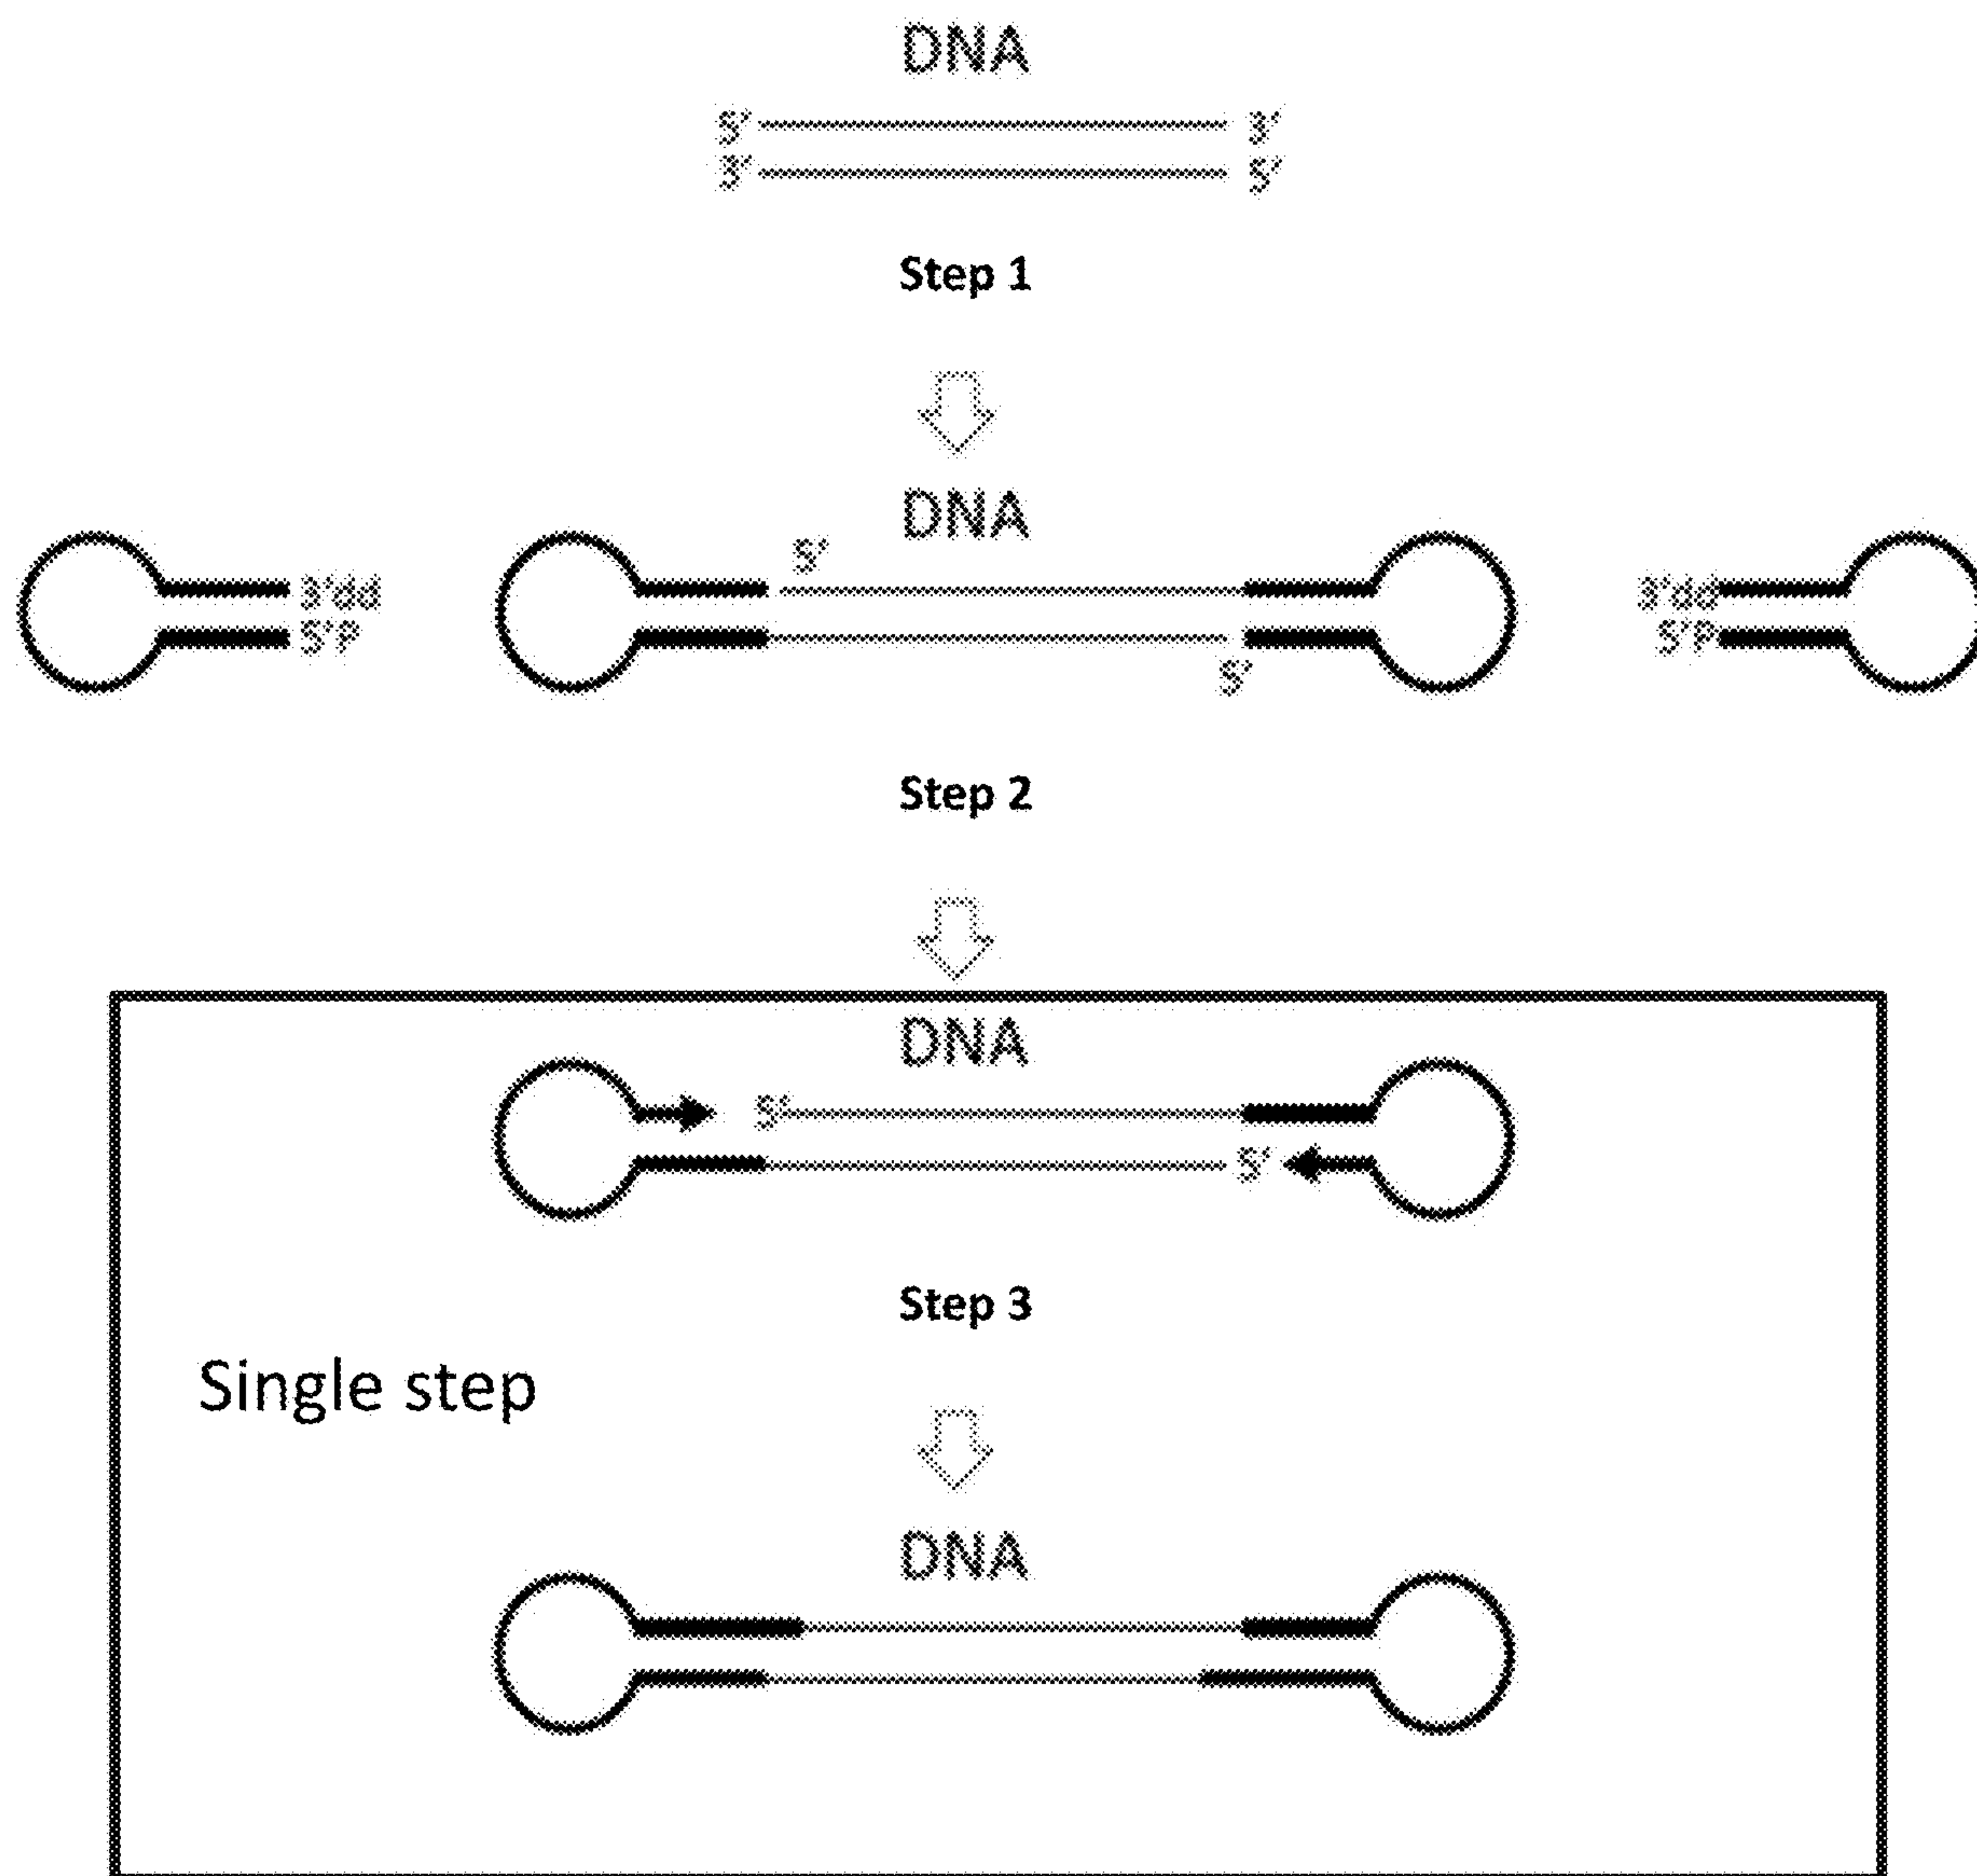 DNA
5' 3'
3' 5'
Step 1
DNA
5'
3'dd 3'dd
5'P 5'P
5'
Step 2
DNA
5'
5'
Step 3
Single step
DNA